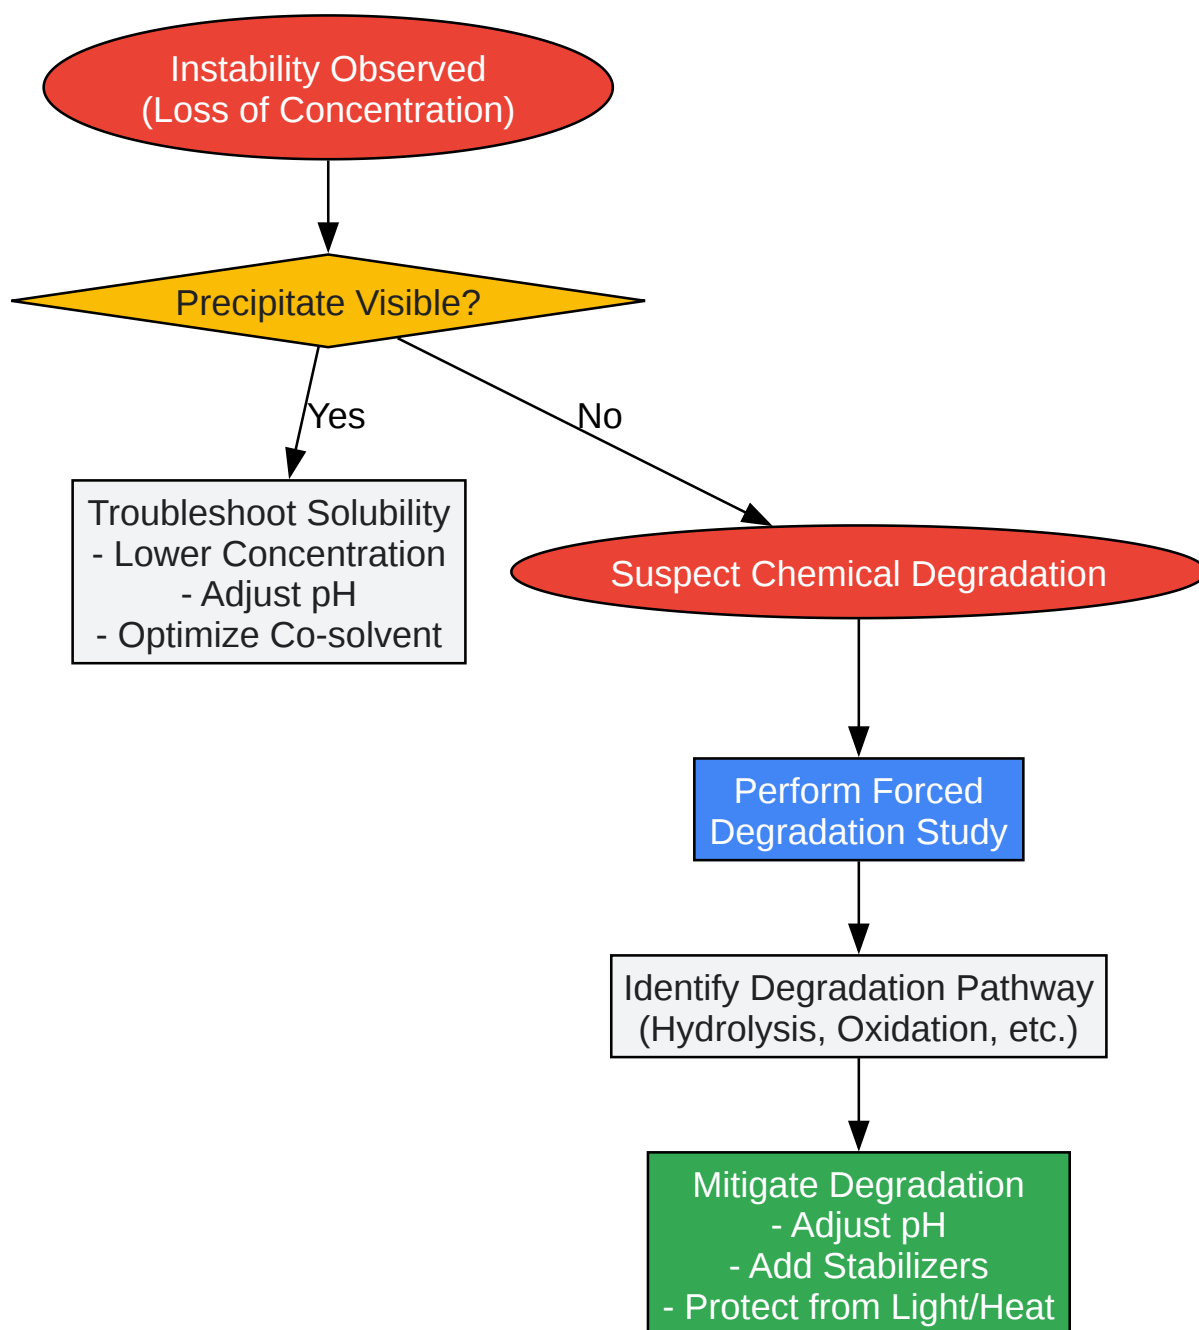 Instability Observed
(Loss of Concentration)
Precipitate Visible?
Yes
No
Troubleshoot Solubility
- Lower Concentration
- Adjust pH
- Optimize Co-solvent
Suspect Chemical Degradation
Perform Forced
Degradation Study
Identify Degradation Pathway
(Hydrolysis, Oxidation, etc.)
Mitigate Degradation
- Adjust pH
- Add Stabilizers
- Protect from Light/Heat